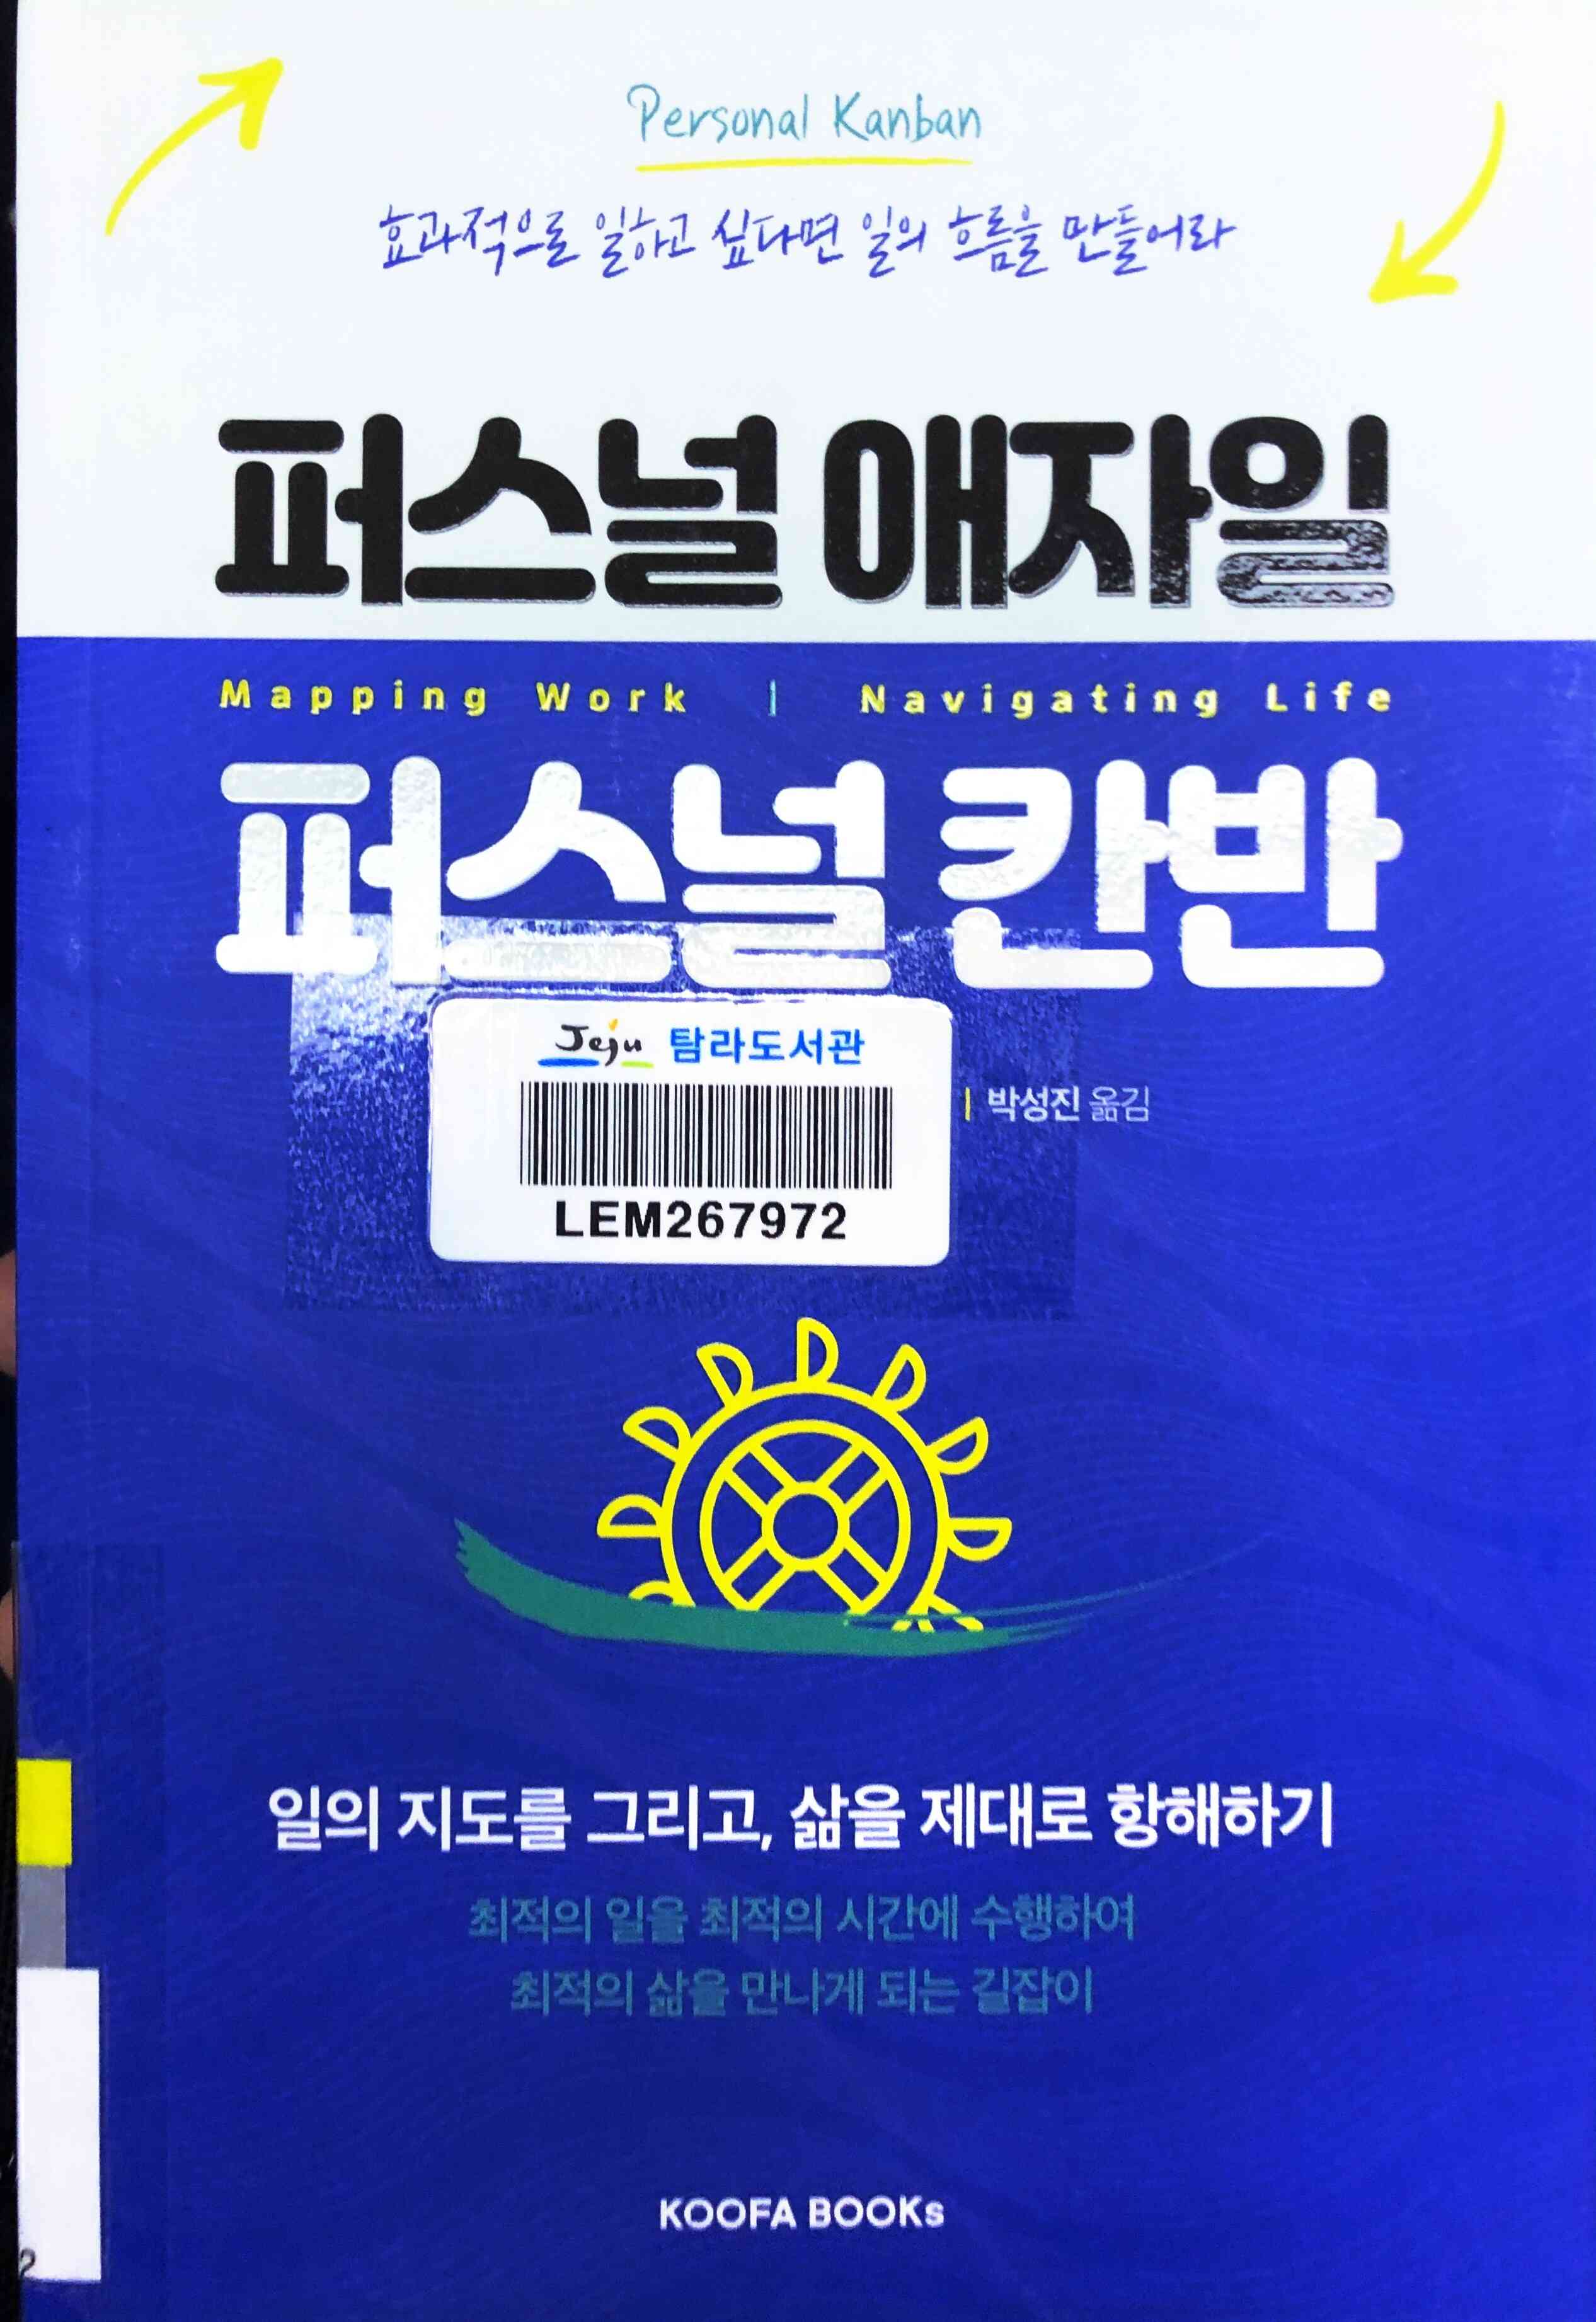 Personal Kanban
효과적으로 일하고 싶다면 일의 흐름을 만들어라
퍼스널 애자일
Mapping Work | Navigating Life
퍼스널 칸반
Jeju 탐라도서관
| 박성진 옮김
LEM267972
일의 지도를 그리고, 삶을 제대로 항해하기
최적의 일을 최적의 시간에 수행하여
최적의 삶을 만나게 되는 길잡이
KOOFA BOOKs
2